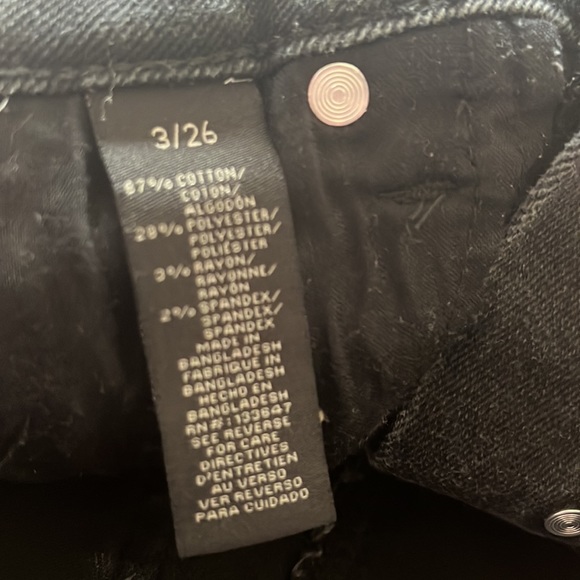 3/26
67% COTTON/
COTON/
ALGODÓN
28% POLYESTER/
POLYESTER/
POLIÉSTER
3% RAYON/
RAYONNE/
RAYÓN
2% SPANDEX/
SPANDEX/
SPANDEX
MADE IN
BANGLADESH
FABRIQUE IN
BANGLADESH
HECHO EN
BANGLADESH
RN#:133647
SEE REVERSE
FOR CARE
DIRECTIVES
D'ENTRETIEN
AU VERSO
VER REVERSO
PARA CUIDADO